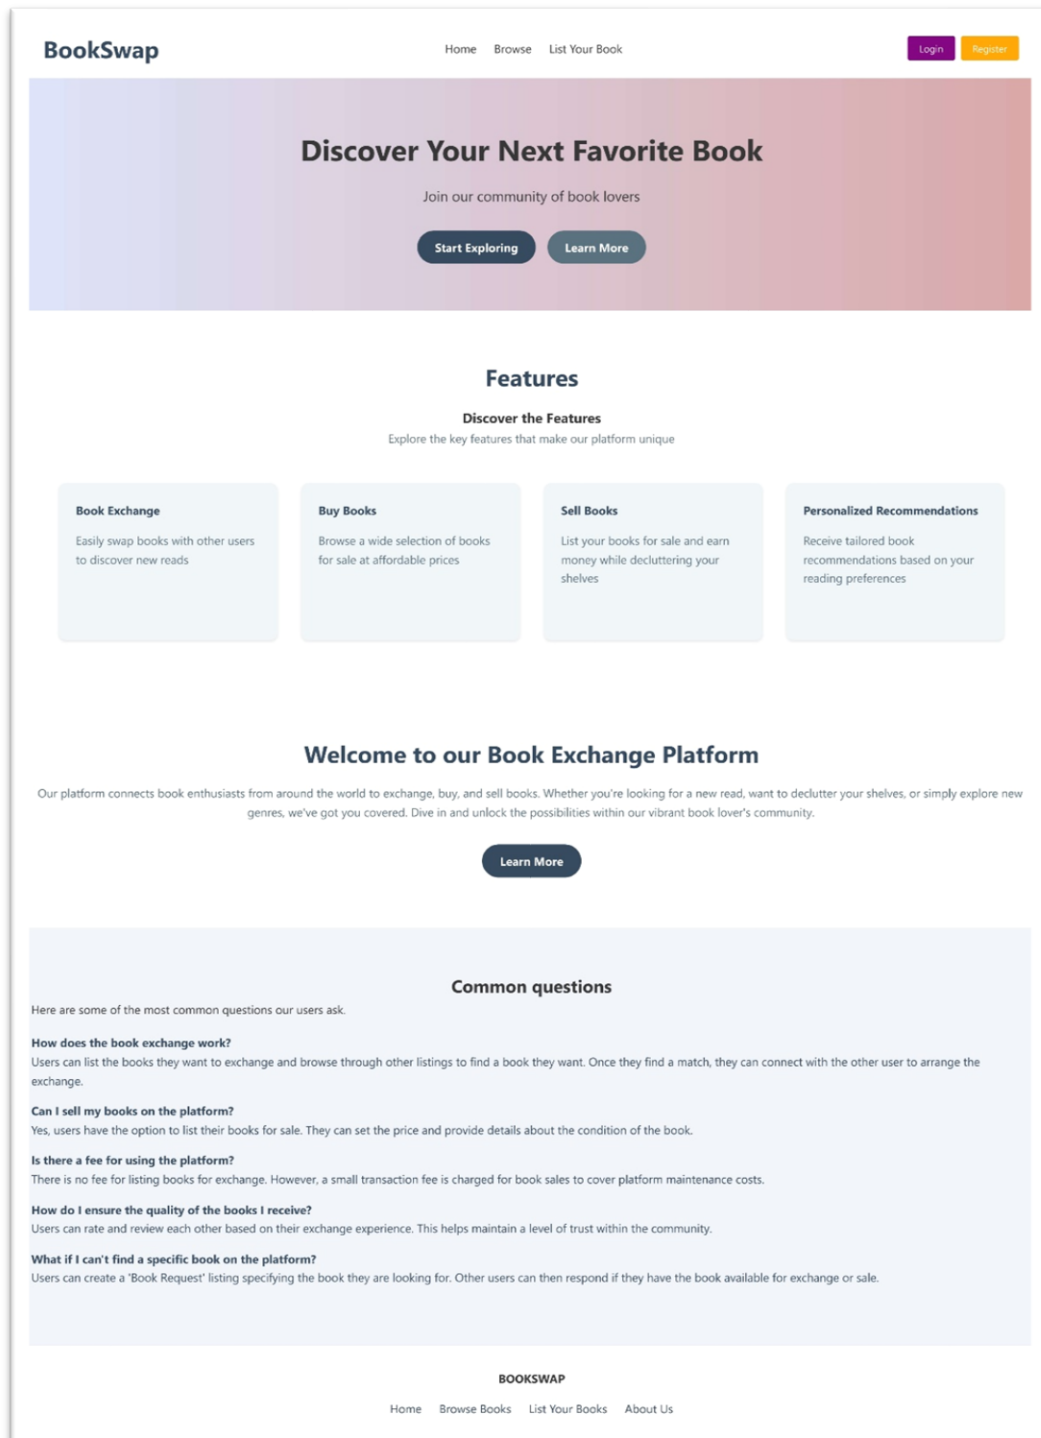 BookSwap
Home Browse List Your Book
Login Register
Discover Your Next Favorite Book
Join our community of book lovers
Start Exploring Learn More
Features
Discover the Features
Explore the key features that make our platform unique
Book Exchange
Easily swap books with other users
to discover new reads
Buy Books
Browse a wide selection of books
for sale at affordable prices
Sell Books
List your books for sale and earn
money while decluttering your
shelves
Personalized Recommendations
Receive tailored book
recommendations based on your
reading preferences
Welcome to our Book Exchange Platform
Our platform connects book enthusiasts from around the world to exchange, buy, and sell books. Whether you're looking for a new read, want to declutter your shelves, or simply explore new
genres, we've got you covered. Dive in and unlock the possibilities within our vibrant book lover's community.
Learn More
Common questions
Here are some of the most common questions our users ask.
How does the book exchange work?
Users can list the books they want to exchange and browse through other listings to find a book they want. Once they find a match, they can connect with the other user to arrange the
exchange.
Can I sell my books on the platform?
Yes, users have the option to list their books for sale. They can set the price and provide details about the condition of the book.
Is there a fee for using the platform?
There is no fee for listing books for exchange. However, a small transaction fee is charged for book sales to cover platform maintenance costs.
How do I ensure the quality of the books I receive?
Users can rate and review each other based on their exchange experience. This helps maintain a level of trust within the community.
What if I can't find a specific book on the platform?
Users can create a 'Book Request' listing specifying the book they are looking for. Other users can then respond if they have the book available for exchange or sale.
BOOKSWAP
Home Browse Books List Your Books About Us